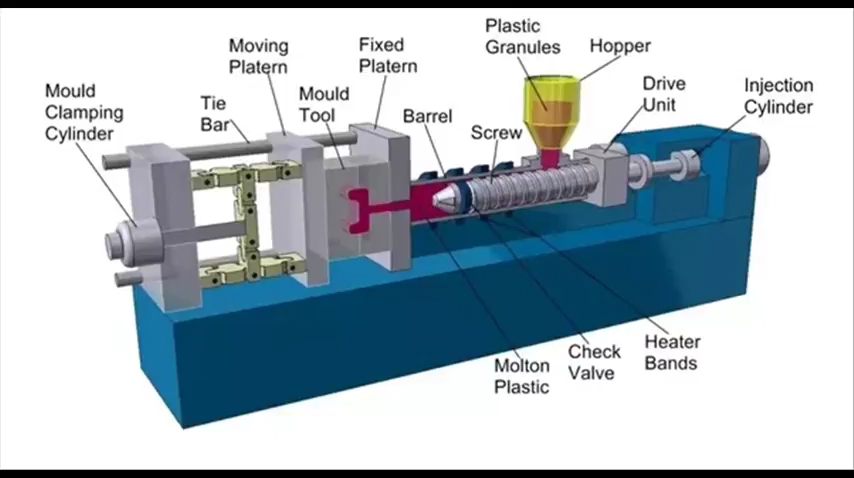 Plastic
Granules
Hopper
Moving
Platern
Fixed
Platern
Mould
Clamping
Cylinder
Tie
Bar
Mould
Tool
Barrel
Screw
Drive
Unit
Injection
Cylinder
Molton
Plastic
Check
Valve
Heater
Bands